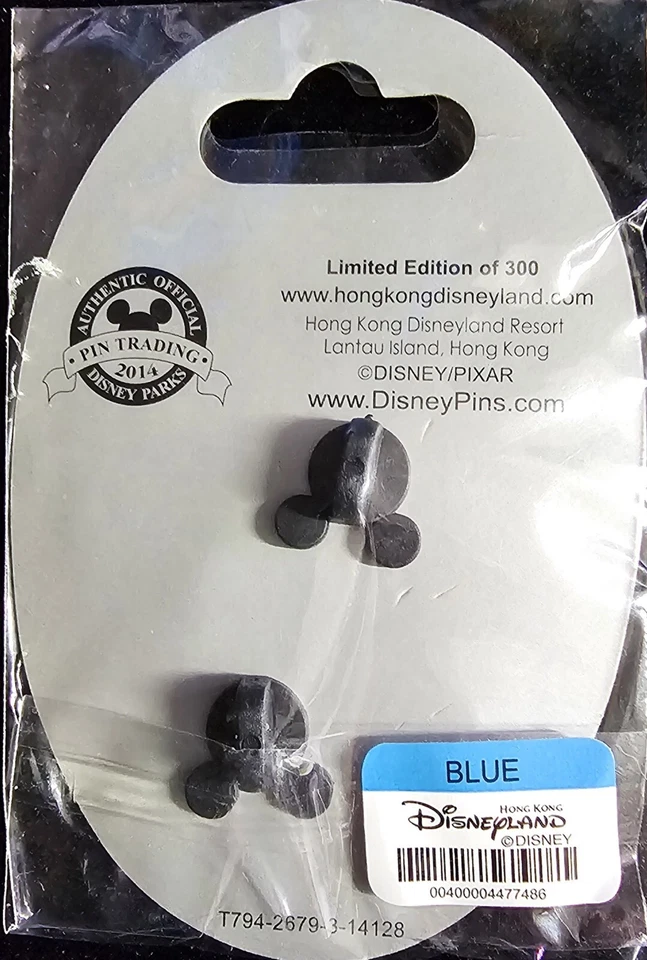 Limited Edition of 300
www.hongkongdisneyland.com
Hong Kong Disneyland Resort
Lantau Island, Hong Kong
©DISNEY/PIXAR
www.DisneyPins.com
AUTHENTIC OFFICIAL
PIN TRADING
2014
DISNEY PARKS
BLUE
HONG KONG
DISNEYLAND
©DISNEY
00400004477486
T794-2679-3-14128